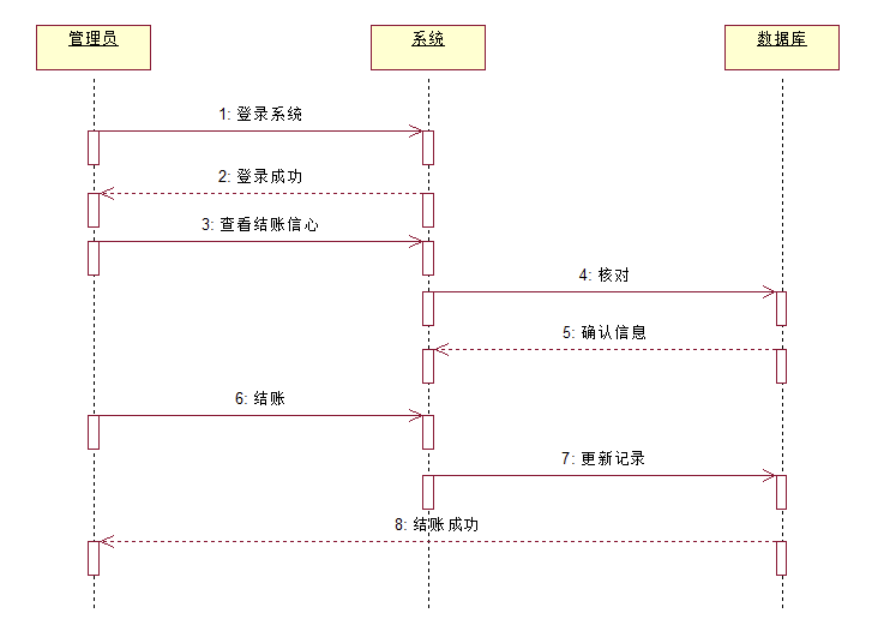 管理员
系统
数据库
1: 登录系统
2: 登录成功
3: 查看结账信心
4: 核对
5: 确认信息
6: 结账
7: 更新记录
8: 结账成功